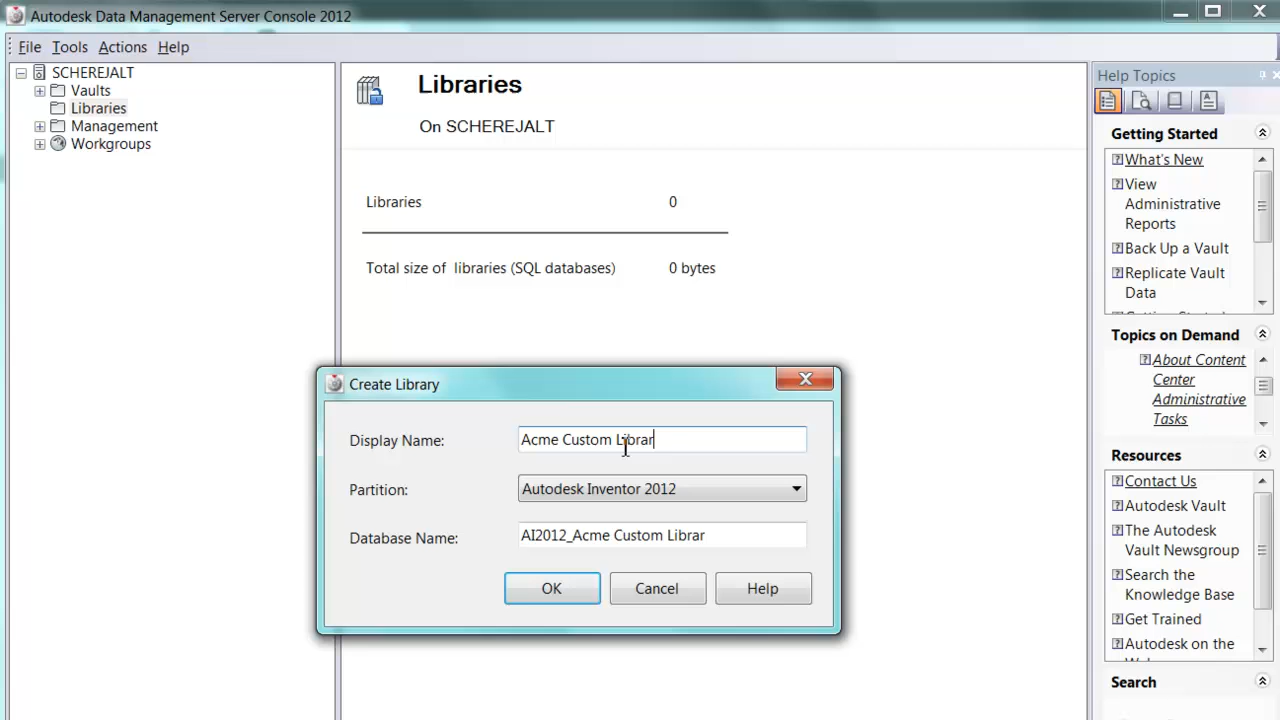 Autodesk Data Management Server Console 2012
File Tools Actions Help
SCHEREJALT
Vaults
Libraries
Management
Workgroups
Libraries
On SCHEREJALT
Libraries 0
Total size of libraries (SQL databases) 0 bytes
Create Library
Display Name: Acme Custom Librar
Partition: Autodesk Inventor 2012
Database Name: AI2012_Acme Custom Librar
OK Cancel Help
Help Topics
Getting Started
What's New
View
Administrative
Reports
Back Up a Vault
Replicate Vault
Data
Topics on Demand
About Content
Center
Administrative
Tasks
Resources
Contact Us
Autodesk Vault
The Autodesk
Vault Newsgroup
Search the
Knowledge Base
Get Trained
Autodesk on the
Search